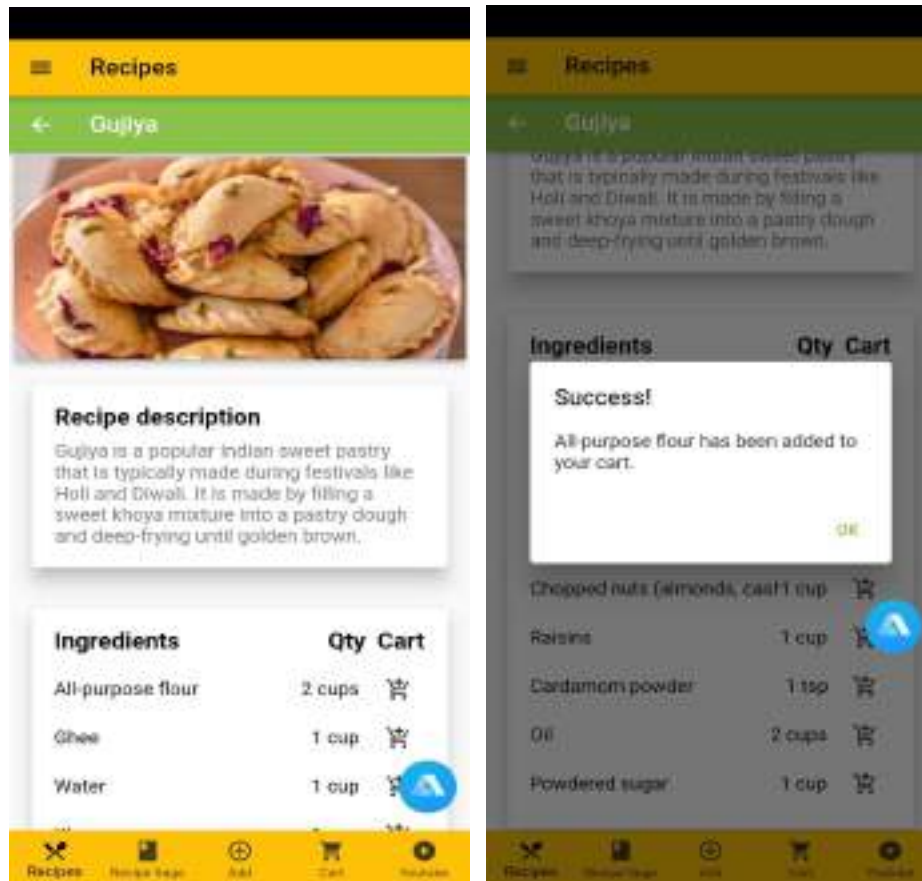 Recipes
Gujiya
Recipe description
Gujiya is a popular Indian sweet pastry
that is typically made during festivals like
Holi and Diwali. It is made by filling a
sweet khoya mixture into a pastry dough
and deep-frying until golden brown.
Ingredients Qty Cart
All-purpose flour 2 cups
Ghee 1 cup
Water 1 cup
Recipes
Add
Cart
Youtube
Recipes
Gujiya
Gujiya is a popular Indian sweet pastry
that is typically made during festivals like
Holi and Diwali. It is made by filling a
sweet khoya mixture into a pastry dough
and deep-frying until golden brown.
Ingredients Qty Cart
Success!
All-purpose flour has been added to
your cart.
OK
Chopped nuts (almonds, 1 cup
Raisins 1 cup
Cardamom powder 1 tsp
Oil 2 cups
Powdered sugar 1 cup
Recipes
Add
Cart
Youtube